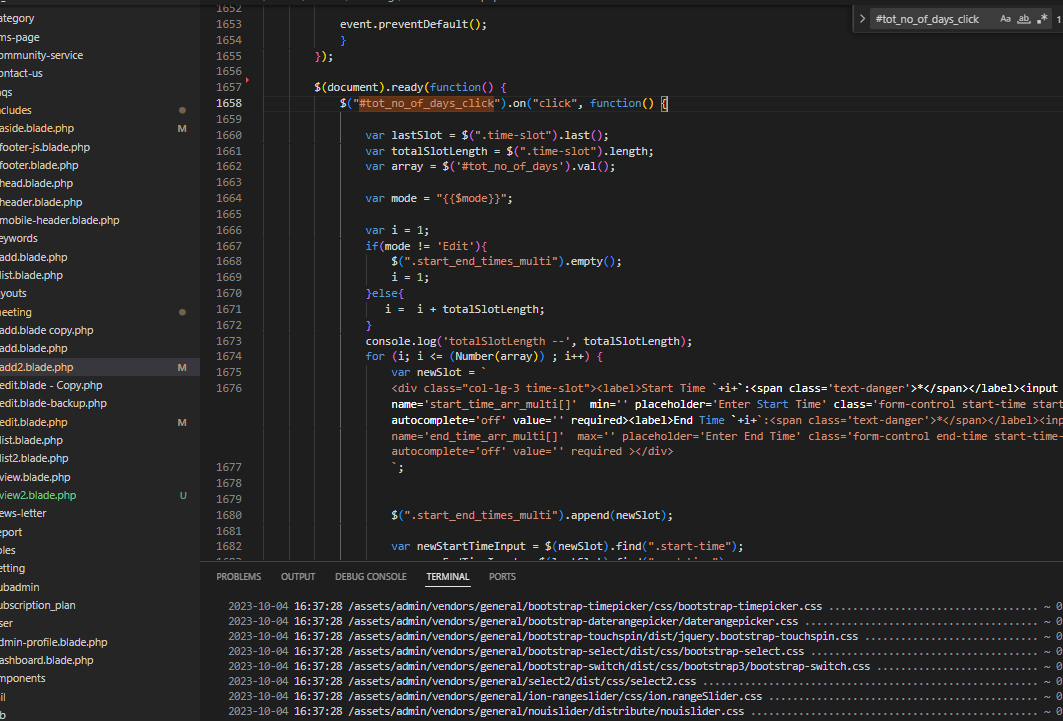 ategory
ms-page
ommunity-service
ontact-us
qs
cludes
aside.blade.php M
footer-js.blade.php
footer.blade.php
head.blade.php
header.blade.php
mobile-header.blade.php
eywords
add.blade.php
list.blade.php
youts
eeting
add.blade copy.php
add.blade.php
add2.blade.php M
edit.blade - Copy.php
edit.blade-backup.php
edit.blade.php M
list.blade.php
list2.blade.php
view.blade.php
view2.blade.php U
ews-letter
eport
oles
etting
ubadmin
ubscription_plan
ser
dmin-profile.blade.php
ashboard.blade.php
mponents
il
b
#tot_no_of_days_click Aa ab .* 1
1652
1653 event.preventDefault();
1654 }
1655 });
1656
1657 $(document).ready(function() {
1658 $("#tot_no_of_days_click").on("click", function() {
1659
1660 var lastSlot = $(".time-slot").last();
1661 var totalSlotLength = $(".time-slot").length;
1662 var array = $('#tot_no_of_days').val();
1663
1664 var mode = "{{$mode}}";
1665
1666 var i = 1;
1667 if(mode != 'Edit'){
1668 $(".start_end_times_multi").empty();
1669 i = 1;
1670 }else{
1671 i =  i + totalSlotLength;
1672 }
1673 console.log('totalSlotLength --', totalSlotLength);
1674 for (i; i <= (Number(array)) ; i++) {
1675 var newSlot = `
1676 <div class="col-lg-3 time-slot"><label>Start Time `+i+`:<span class='text-danger'>*</span></label><input
name='start_time_arr_multi[]'  min='' placeholder='Enter Start Time' class='form-control start-time start
autocomplete='off' value='' required><label>End Time `+i+`:<span class='text-danger'>*</span></label><inp
name='end_time_arr_multi[]'  max='' placeholder='Enter End Time' class='form-control end-time start-time-
autocomplete='off' value='' required ></div>
1677 `;
1678
1679
1680 $(".start_end_times_multi").append(newSlot);
1681
1682 var newStartTimeInput = $(newSlot).find(".start-time");
PROBLEMS OUTPUT DEBUG CONSOLE TERMINAL PORTS
2023-10-04 16:37:28 /assets/admin/vendors/general/bootstrap-timepicker/css/bootstrap-timepicker.css ................................. ~ 0
2023-10-04 16:37:28 /assets/admin/vendors/general/bootstrap-daterangepicker/daterangepicker.css ..................................... ~ 0
2023-10-04 16:37:28 /assets/admin/vendors/general/bootstrap-touchspin/dist/jquery.bootstrap-touchspin.css ........................... ~ 0
2023-10-04 16:37:28 /assets/admin/vendors/general/bootstrap-select/dist/css/bootstrap-select.css .................................... ~ 0
2023-10-04 16:37:28 /assets/admin/vendors/general/bootstrap-switch/dist/css/bootstrap3/bootstrap-switch.css ......................... ~ 0
2023-10-04 16:37:28 /assets/admin/vendors/general/select2/dist/css/select2.css ...................................................... ~ 0
2023-10-04 16:37:28 /assets/admin/vendors/general/ion-rangeslider/css/ion.rangeSlider.css ........................................... ~ 0
2023-10-04 16:37:28 /assets/admin/vendors/general/nouislider/distribute/nouislider.css .............................................. ~ 0